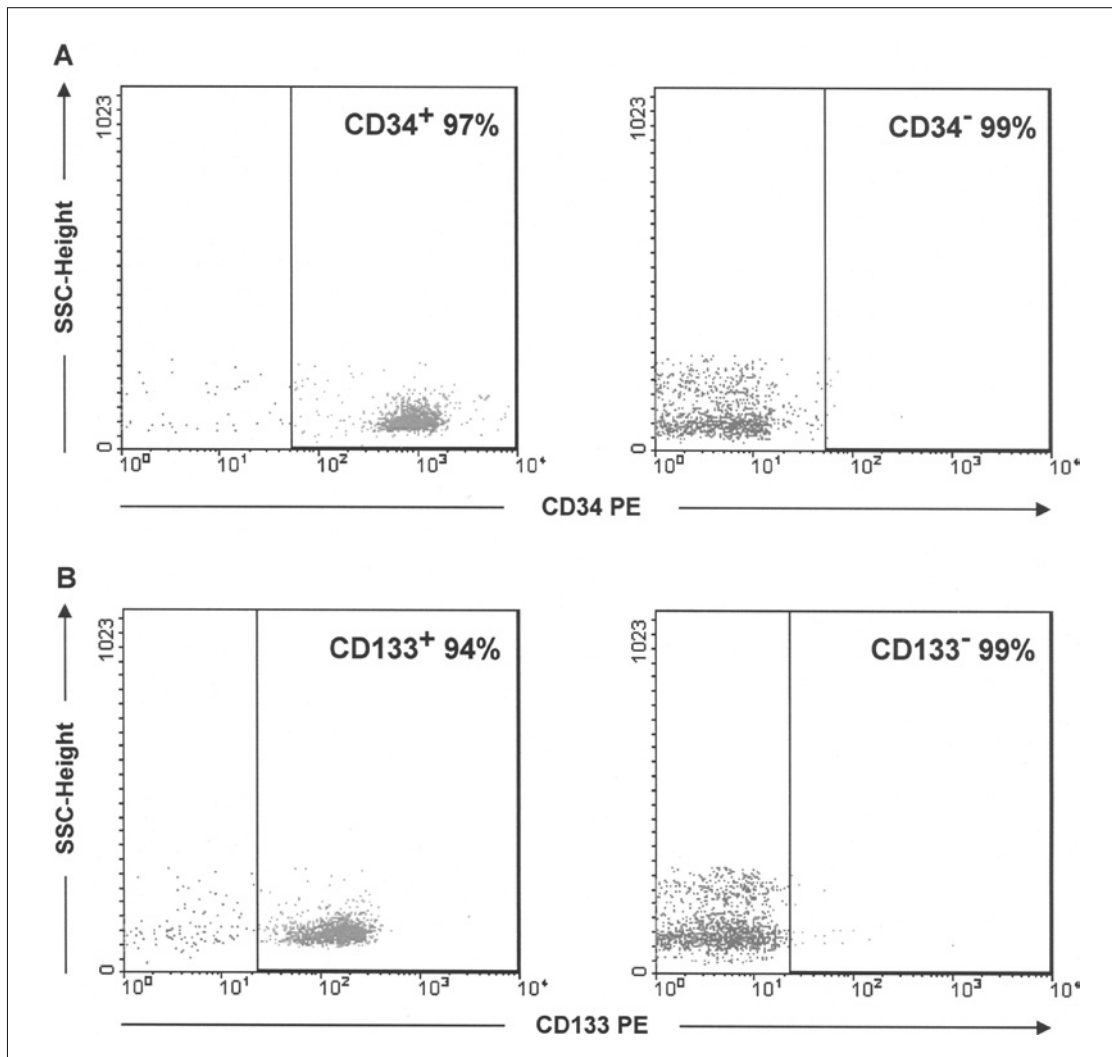 A
CD34⁺ 97%
CD34⁻ 99%
SSC-Height
1023
0
10⁰ 10¹ 10² 10³ 10⁴
1023
0
10⁰ 10¹ 10² 10³ 10⁴
CD34 PE
B
CD133⁺ 94%
CD133⁻ 99%
SSC-Height
1023
0
10⁰ 10¹ 10² 10³ 10⁴
1023
0
10⁰ 10¹ 10² 10³ 10⁴
CD133 PE